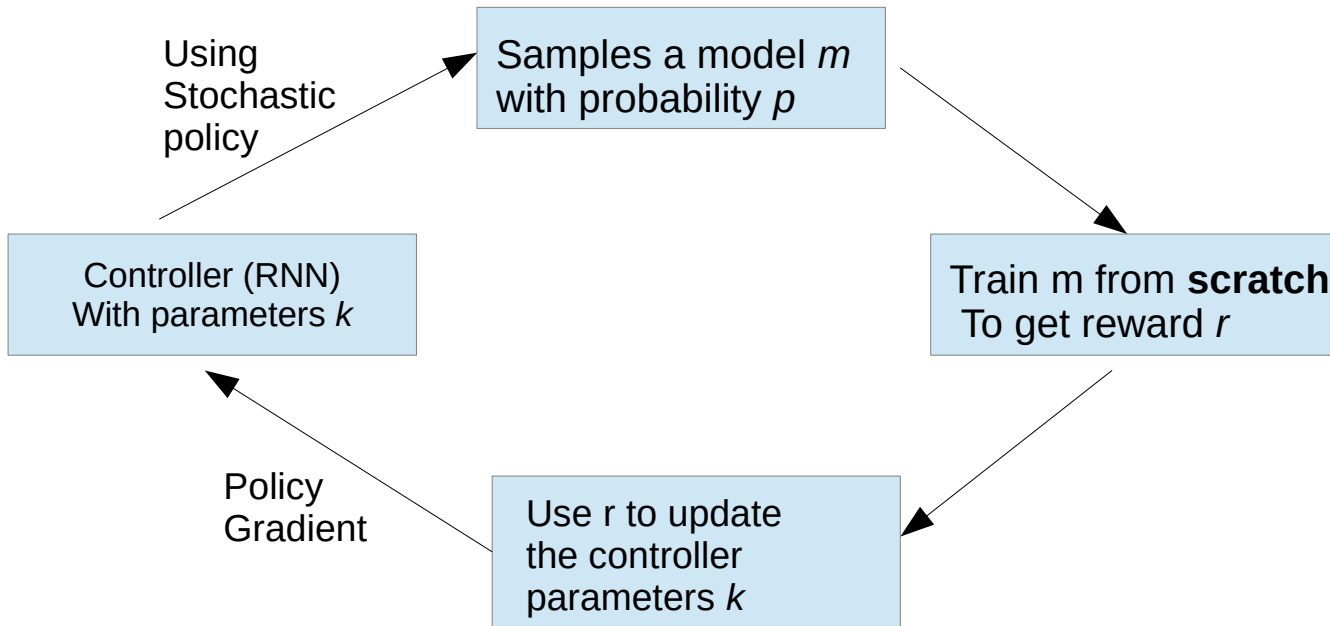 Using
Stochastic
policy
Samples a model m
with probability p
Controller (RNN)
With parameters k
Train m from scratch
To get reward r
Policy
Gradient
Use r to update
the controller
parameters k